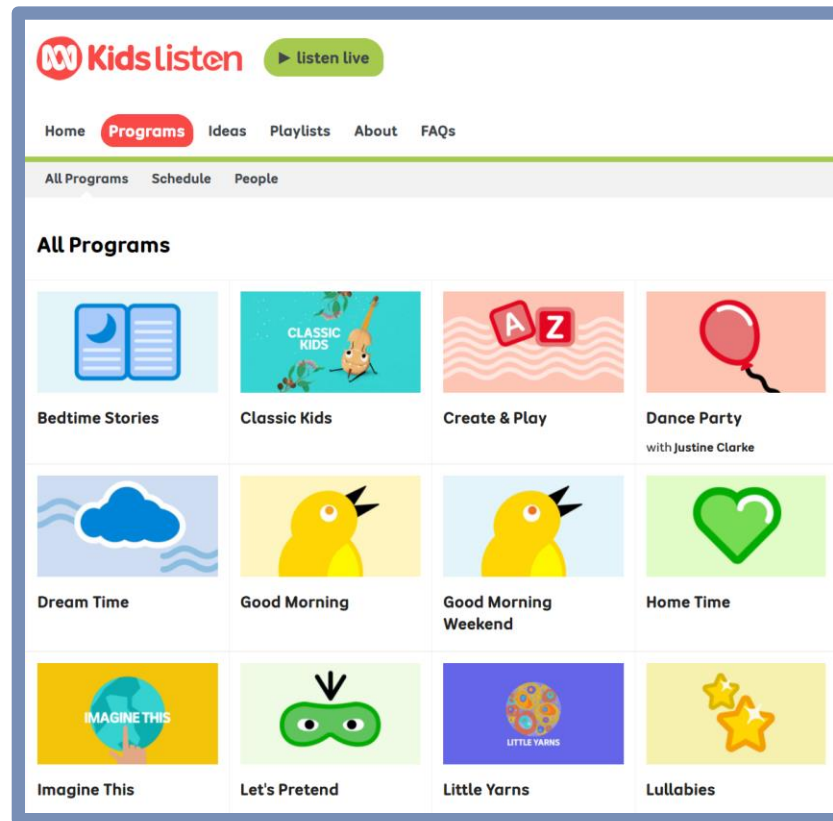 ABC Kids listen
listen live
Home Programs Ideas Playlists About FAQs
All Programs Schedule People
All Programs
CLASSIC
KIDS
A Z
Bedtime Stories Classic Kids Create & Play Dance Party
with Justine Clarke
Dream Time Good Morning Good Morning Home Time
Weekend
IMAGINE THIS
LITTLE YARNS
Imagine This Let's Pretend Little Yarns Lullabies